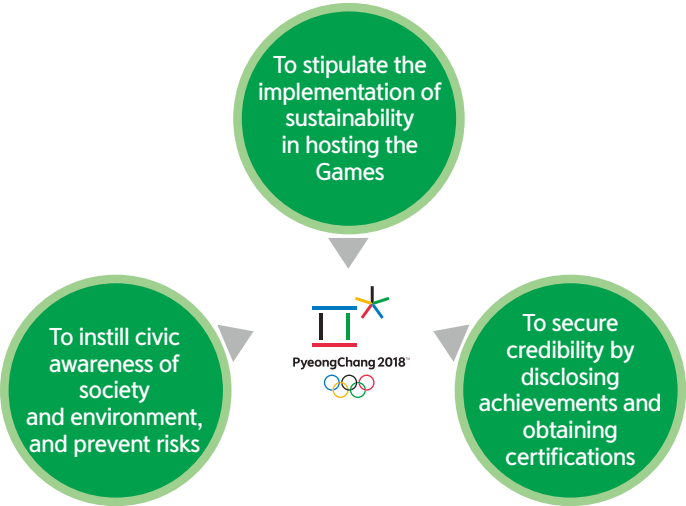 To stipulate the
implementation of
sustainability
in hosting the
Games
To instill civic
awareness of
society
and environment,
and prevent risks
PyeongChang 2018™
To secure
credibility by
disclosing
achievements and
obtaining
certifications